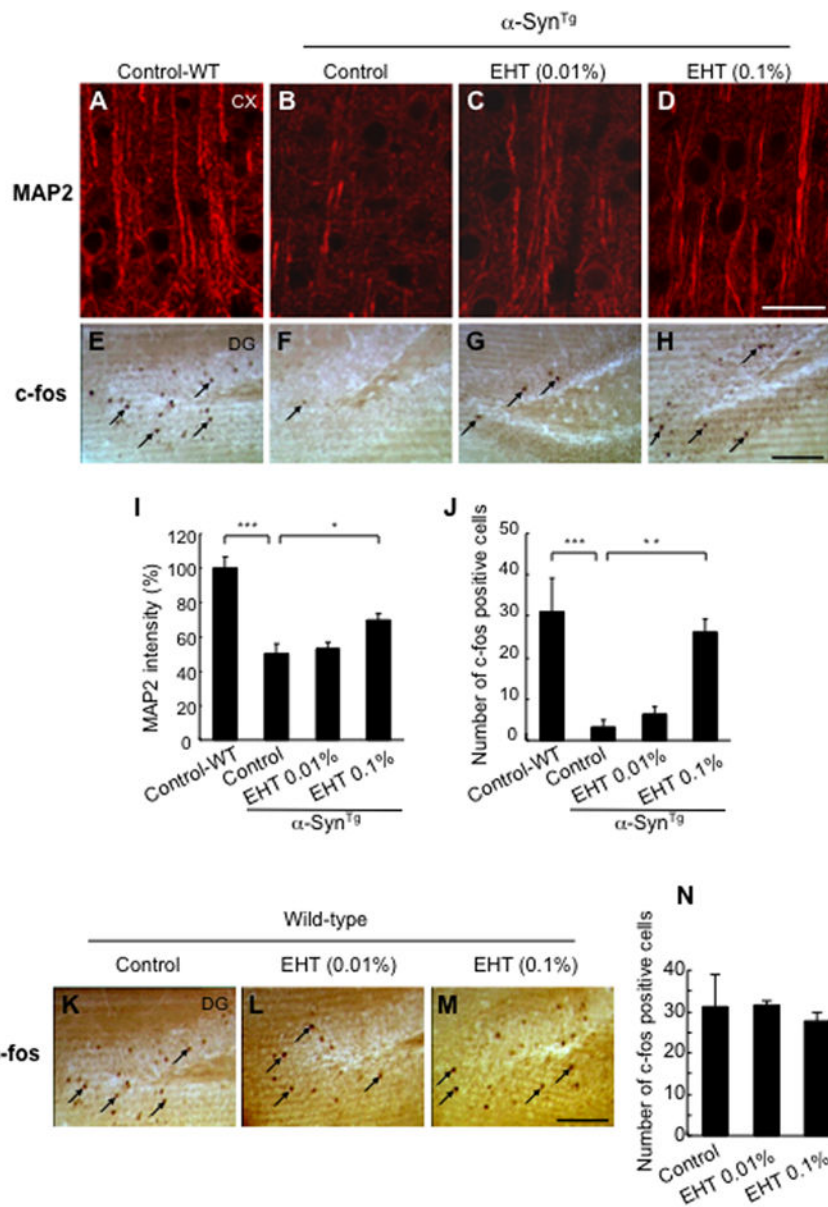 α-Syn^Tg
Control-WT Control EHT (0.01%) EHT (0.1%)
A CX B C D
MAP2
E DG F G H
c-fos
I
*** *
MAP2 intensity (%)
120
100
80
60
40
20
0
Control-WT Control EHT 0.01% EHT 0.1%
α-Syn^Tg
J
*** **
Number of c-fos positive cells
50
40
30
20
10
0
Control-WT Control EHT 0.01% EHT 0.1%
α-Syn^Tg
Wild-type
Control EHT (0.01%) EHT (0.1%)
K DG L M
-fos
N
Number of c-fos positive cells
40
30
20
30
10
0
Control EHT 0.01% EHT 0.1%